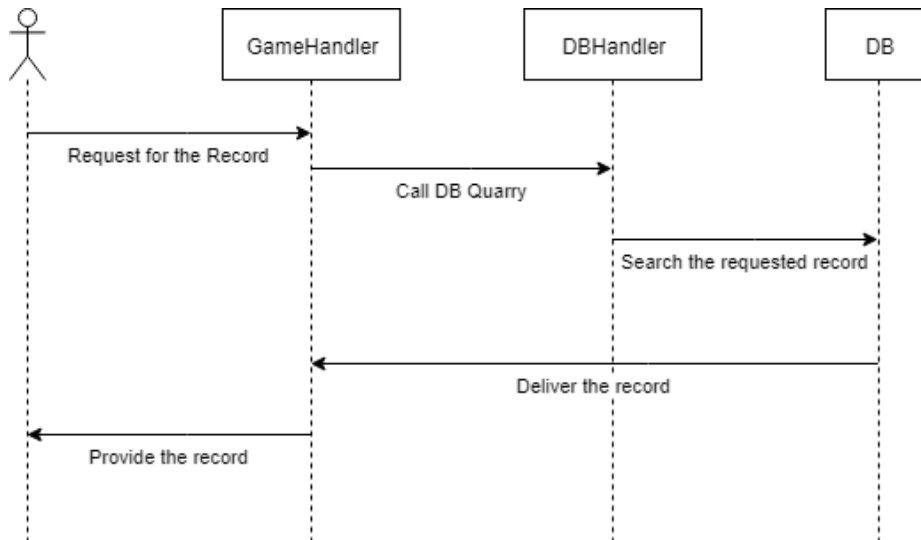 GameHandler
DBHandler
DB
Request for the Record
Call DB Quarry
Search the requested record
Deliver the record
Provide the record